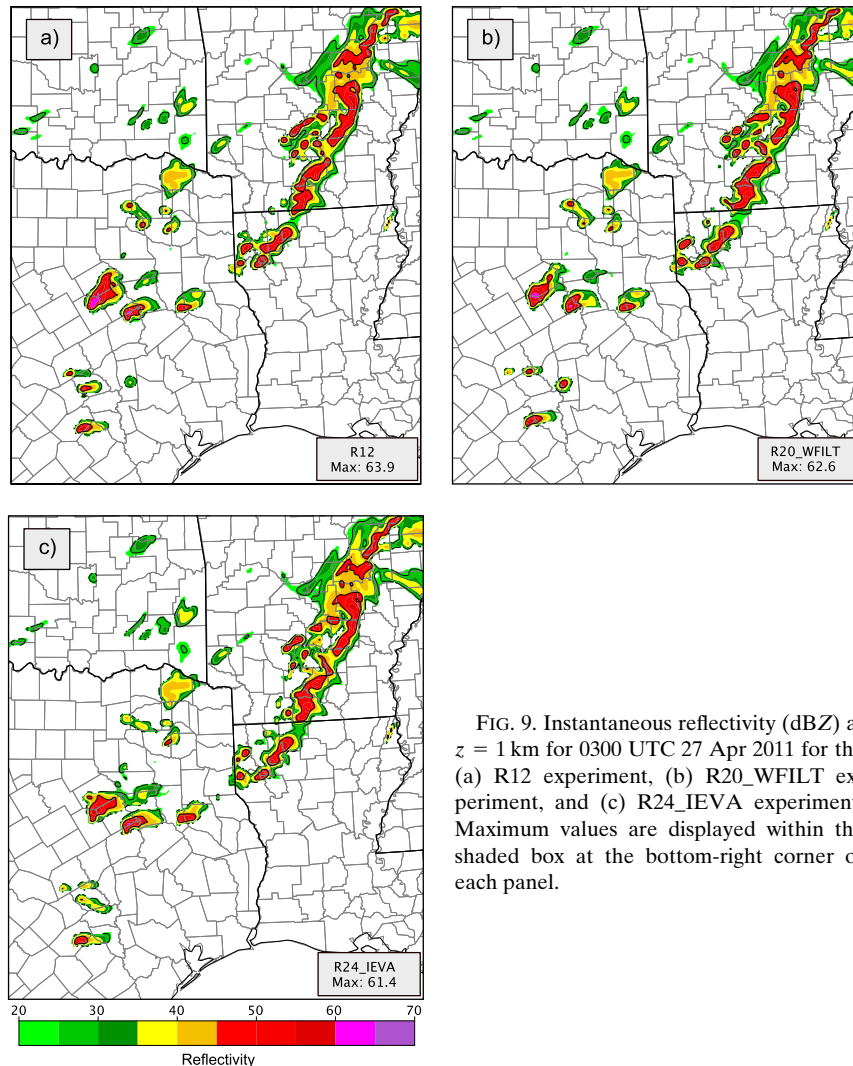 a)
R12
Max: 63.9
b)
R20_WFILT
Max: 62.6
c)
R24_IEVA
Max: 61.4
20 30 40 50 60 70
Reflectivity
FIG. 9. Instantaneous reflectivity (dBZ) a
z = 1 km for 0300 UTC 27 Apr 2011 for th
(a) R12 experiment, (b) R20_WFILT ex
periment, and (c) R24_IEVA experiment
Maximum values are displayed within th
shaded box at the bottom-right corner o
each panel.